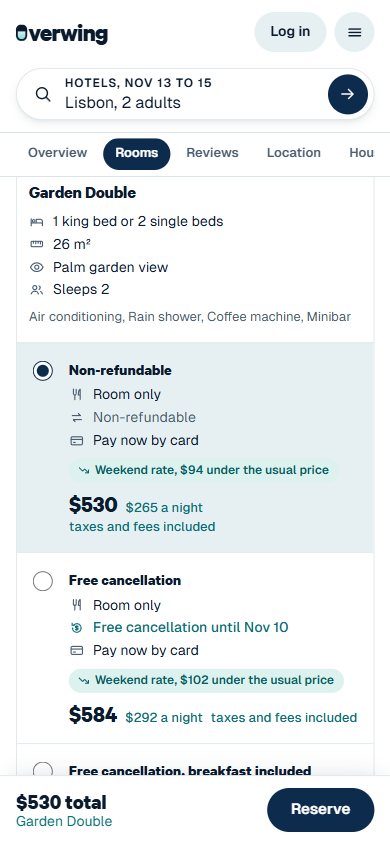 Overwing
Log in
HOTELS, NOV 13 TO 15
Lisbon, 2 adults
Overview
Rooms
Reviews
Location
Hou
Garden Double
1 king bed or 2 single beds
26 m²
Palm garden view
Sleeps 2
Air conditioning, Rain shower, Coffee machine, Minibar
Non-refundable
Room only
Non-refundable
Pay now by card
Weekend rate, $94 under the usual price
$530 $265 a night
taxes and fees included
Free cancellation
Room only
Free cancellation until Nov 10
Pay now by card
Weekend rate, $102 under the usual price
$584 $292 a night taxes and fees included
Free cancellation, breakfast included
$530 total
Garden Double
Reserve